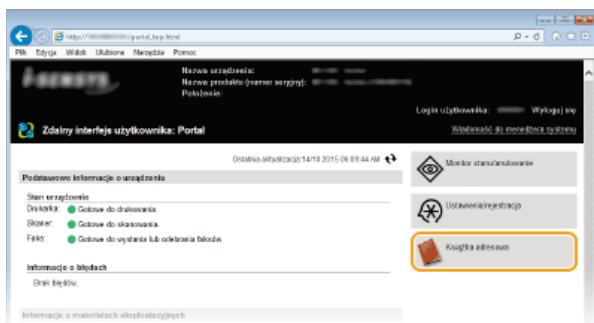 http:// /portal_top.html
Plik Edycja Widok Ulubione Narzędzia Pomoc
i-SENSYS
Nazwa urządzenia:
Nazwa produktu (numer seryjny):
Położenie:
Login użytkownika: Wyloguj się
Zdalny interfejs użytkownika: Portal
Wiadomość do menedżera systemu
Ostatnia aktualizacja:14/10 2015 06:09:44 AM
Podstawowe informacje o urządzeniu
Stan urządzenia
Drukarka: Gotowe do drukowania.
Skaner: Gotowe do skanowania.
Faks: Gotowe do wysłania lub odebrania faksów.
Informacje o błędach
Brak błędów.
Informacje o materiałach eksploatacyjnych
Monitor stanu/anulowanie
Ustawienia/rejestracja
Książka adresowa